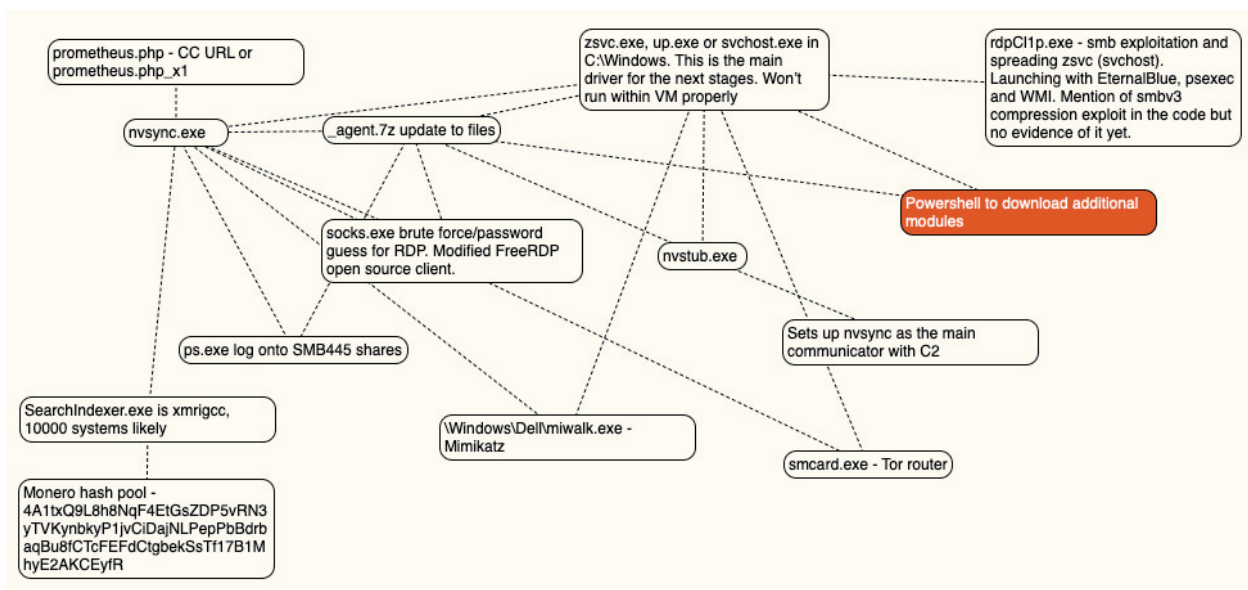 prometheus.php - CC URL or
prometheus.php_x1
zsvc.exe, up.exe or svchost.exe in
C:\Windows. This is the main
driver for the next stages. Won't
run within VM properly
rdpCl1p.exe - smb exploitation and
spreading zsvc (svchost).
Launching with EternalBlue, psexec
and WMI. Mention of smbv3
compression exploit in the code but
no evidence of it yet.
nvsync.exe
_agent.7z update to files
Powershell to download additional
modules
socks.exe brute force/password
guess for RDP. Modified FreeRDP
open source client.
nvstub.exe
ps.exe log onto SMB445 shares
Sets up nvsync as the main
communicator with C2
SearchIndexer.exe is xmrigcc,
10000 systems likely
\Windows\Dell\miwalk.exe -
Mimikatz
smcard.exe - Tor router
Monero hash pool -
4A1txQ9L8h8NqF4EtGsZDP5vRN3
yTVKynbkyP1jvCiDajNLPepPbBdrb
aqBu8fCTcFEFdCtgbekSsTf17B1M
hyE2AKCEyfR